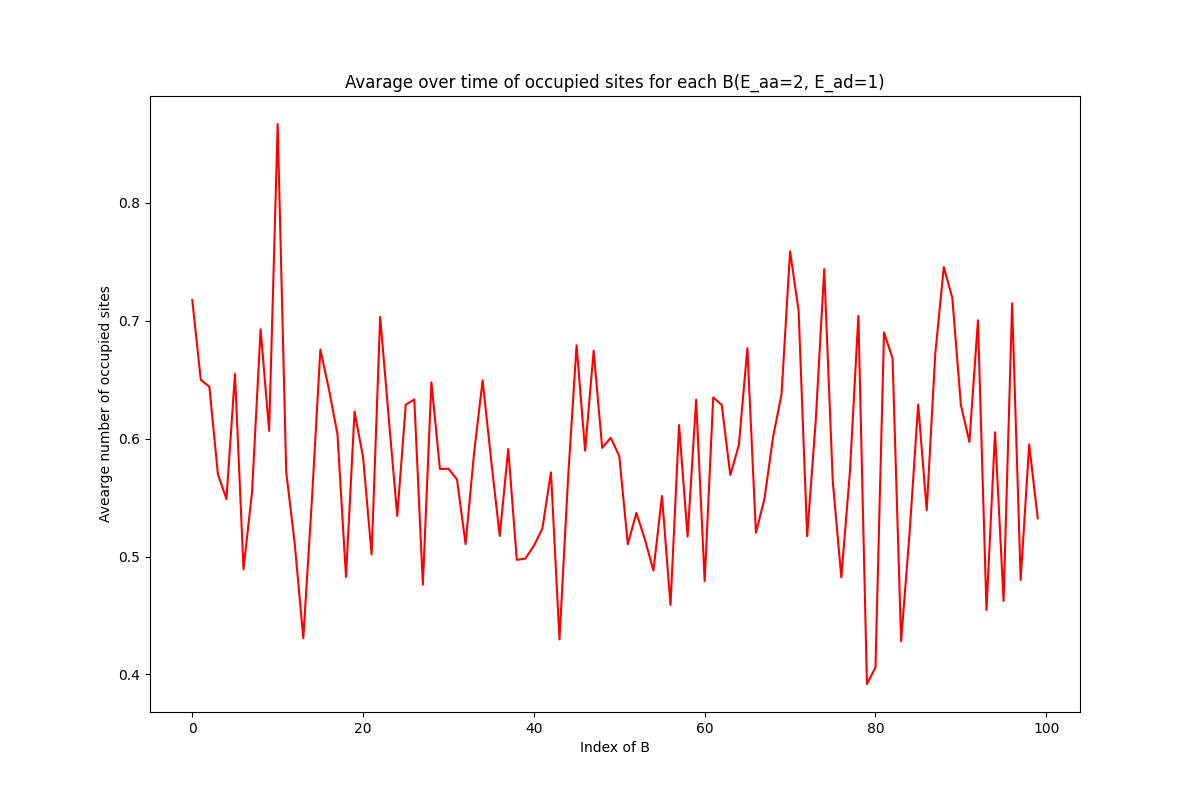 Avarage over time of occupied sites for each B(E_aa=2, E_ad=1)
Avearge number of occupied sites
0.8
0.7
0.6
0.5
0.4
0 20 40 60 80 100
Index of B